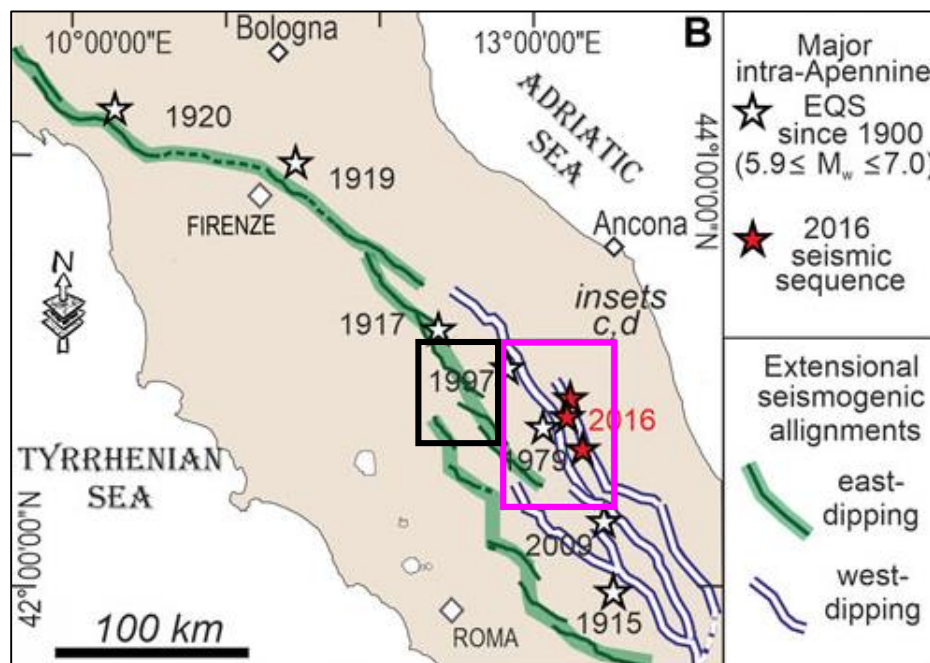 10°00'00"E
Bologna
13°00'00"E
B
1920
1919
FIRENZE
ADRIATIC
SEA
44°00'00"N
Ancona
N
insets
c,d
1917
1997
2016
1979
TYRRHENIAN
SEA
2009
42°00'00"N
1915
ROMA
100 km
Major
intra-Apennine
EQS
since 1900
(5.9≤ Mw ≤7.0)
2016
seismic
sequence
Extensional
seismogenic
allignments
east-
dipping
west-
dipping